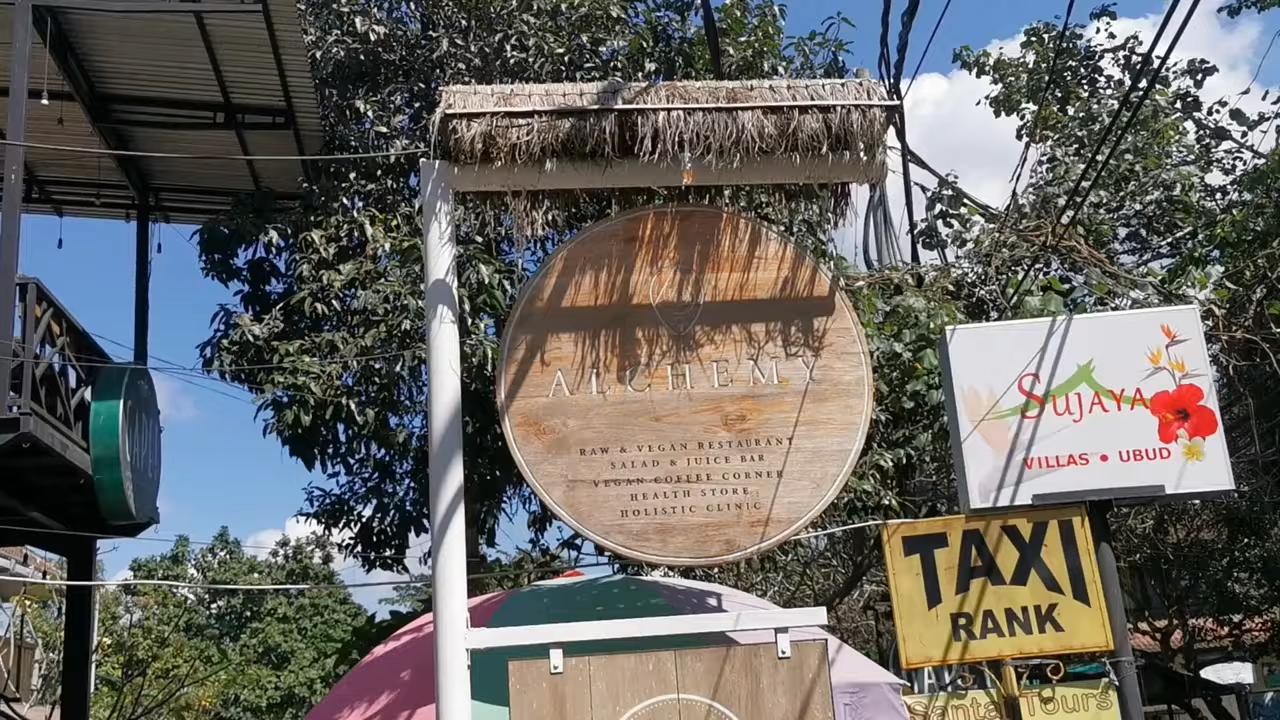 ALCHEMY
RAW & VEGAN RESTAURANT
SALAD & JUICE BAR
VEGAN COFFEE CORNER
HEALTH STORE
HOLISTIC CLINIC
SUJAYA
VILLAS • UBUD
TAXI
RANK
Santa Tours